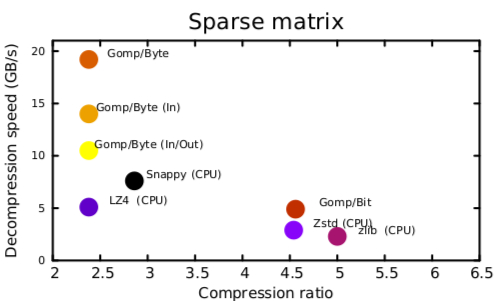 Sparse matrix
Decompression speed (GB/s)
20
15
10
5
0
Gomp/Byte
Gomp/Byte (In)
Gomp/Byte (In/Out)
Snappy (CPU)
LZ4 (CPU)
Gomp/Bit
Zstd (CPU)
zlib (CPU)
2 2.5 3 3.5 4 4.5 5 5.5 6 6.5
Compression ratio